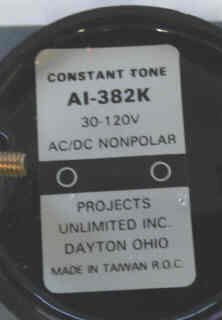 CONSTANT TONE
AI-382K
30-120V
AC/DC NONPOLAR
PROJECTS
UNLIMITED INC.
DAYTON OHIO
MADE IN TAIWAN R.O.C.